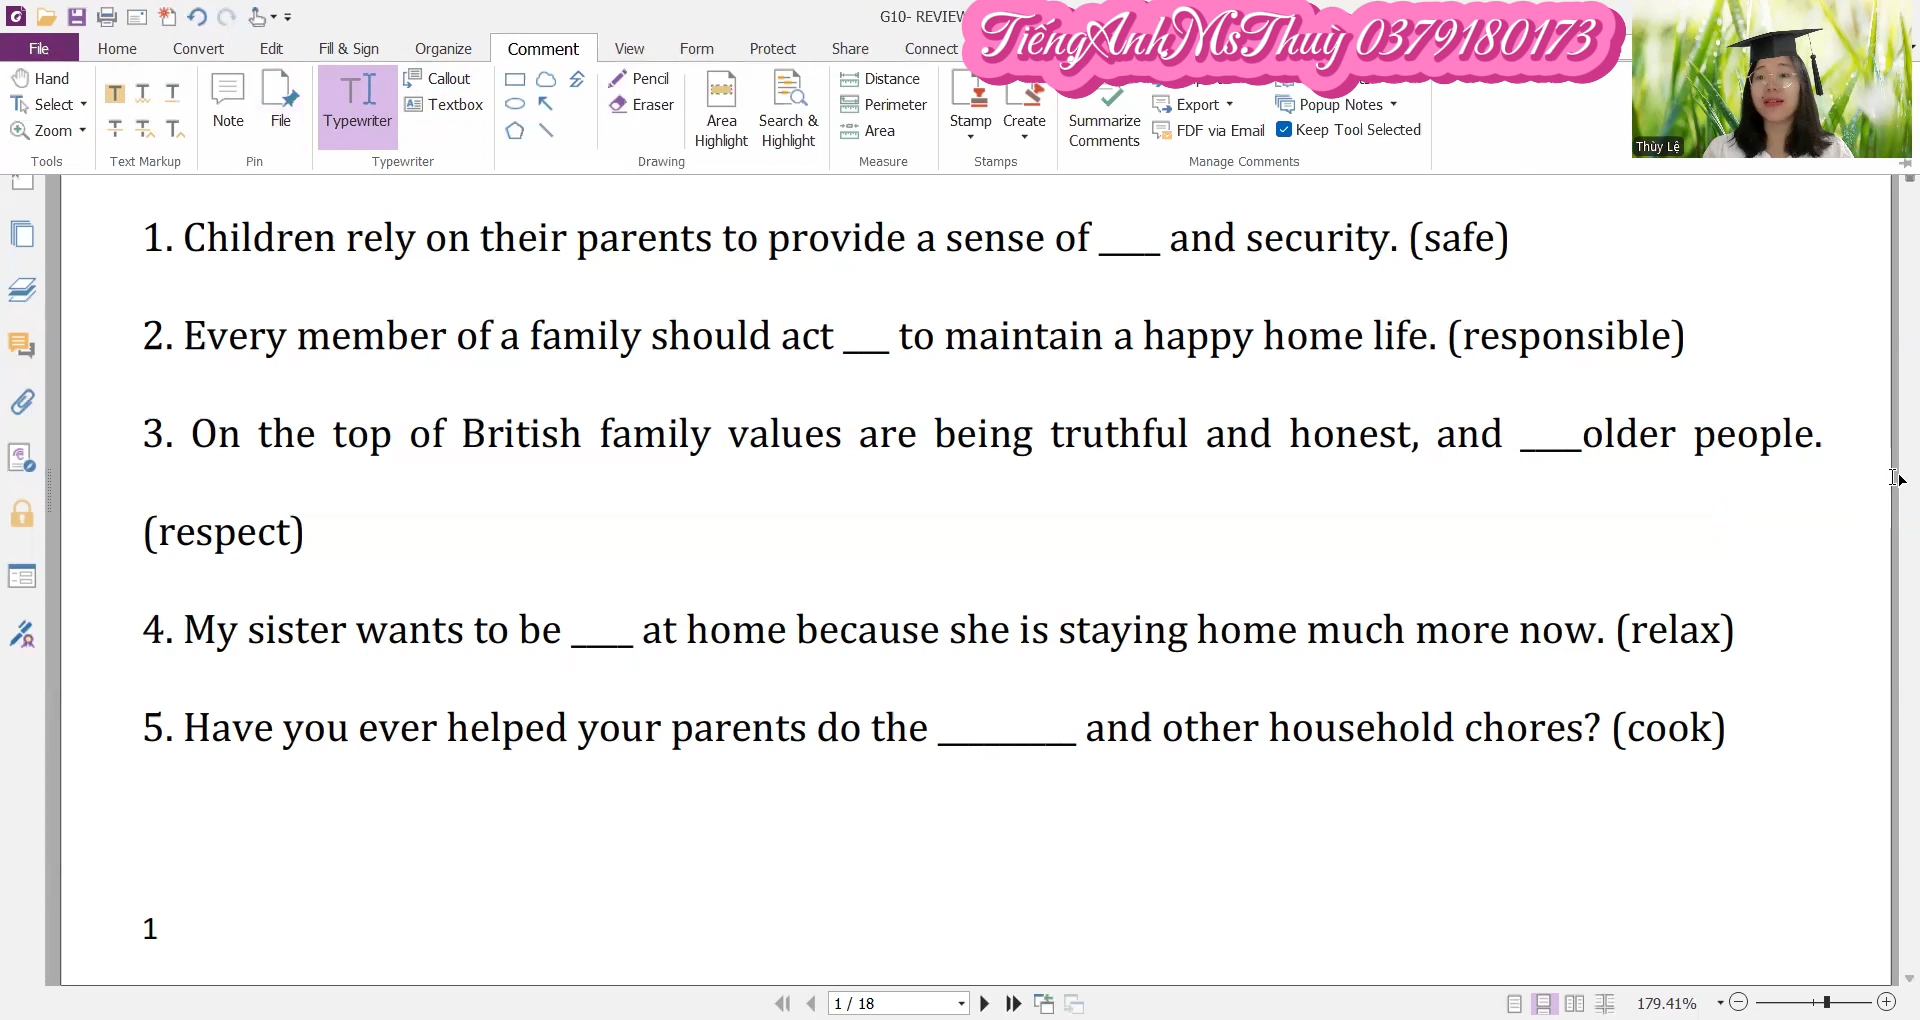 G10- REVIEW
TiếngAnhMsThuỳ 0379180173
File Home Convert Edit Fill & Sign Organize Comment View Form Protect Share Connect
Hand
Select
Zoom
Tools
Text Markup
Note
File
Pin
Typewriter
Callout
Textbox
Typewriter
Pencil
Eraser
Area Highlight
Search & Highlight
Drawing
Distance
Perimeter
Area
Measure
Stamp
Create
Stamps
Summarize Comments
Export
FDF via Email
Popup Notes
Keep Tool Selected
Manage Comments
Thùy Lệ
1. Children rely on their parents to provide a sense of ____ and security. (safe)
2. Every member of a family should act ___ to maintain a happy home life. (responsible)
3. On the top of British family values are being truthful and honest, and ____older people.
(respect)
4. My sister wants to be ____ at home because she is staying home much more now. (relax)
5. Have you ever helped your parents do the _________ and other household chores? (cook)
1
1 / 18
179.41%